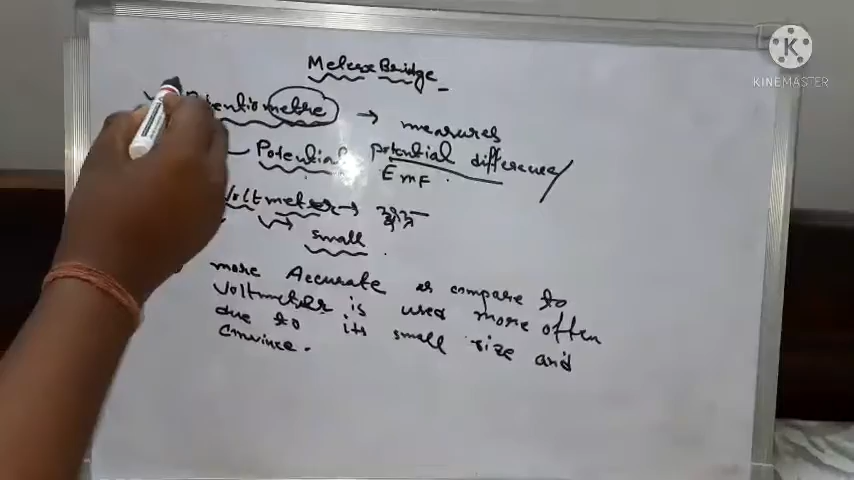 Meter Bridge
Potentiometre → measures
Potential potential difference/
EMF
Voltmeter →
small
more Accurate as compare to
Voltmeter is used more often
due to its small size and
Convince.
K
KINEMASTER